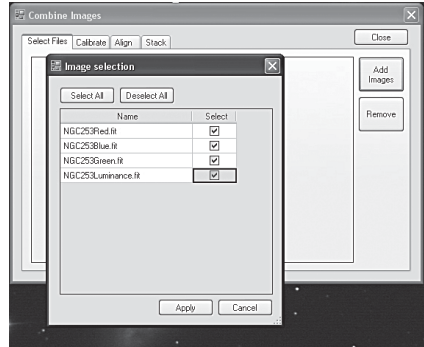 Combine Images
Select Files Calibrate Align Stack Close
Image selection
Add
Images
Select All Deselect All
Remove
Name Select
NGC253Red.fit
NGC253Blue.fit
NGC253Green.fit
NGC253Luminance.fit
Apply Cancel